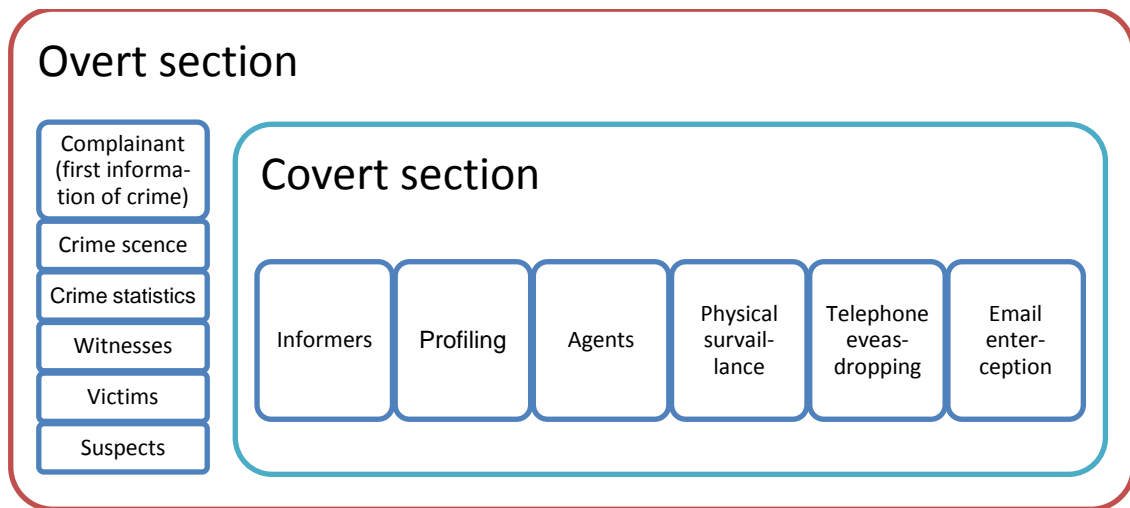 Overt section
Complainant
(first informa-
tion of crime)
Crime scence
Crime statistics
Witnesses
Victims
Suspects
Covert section
Informers
Profiling
Agents
Physical
survail-
lance
Telephone
eveas-
dropping
Email
enter-
ception